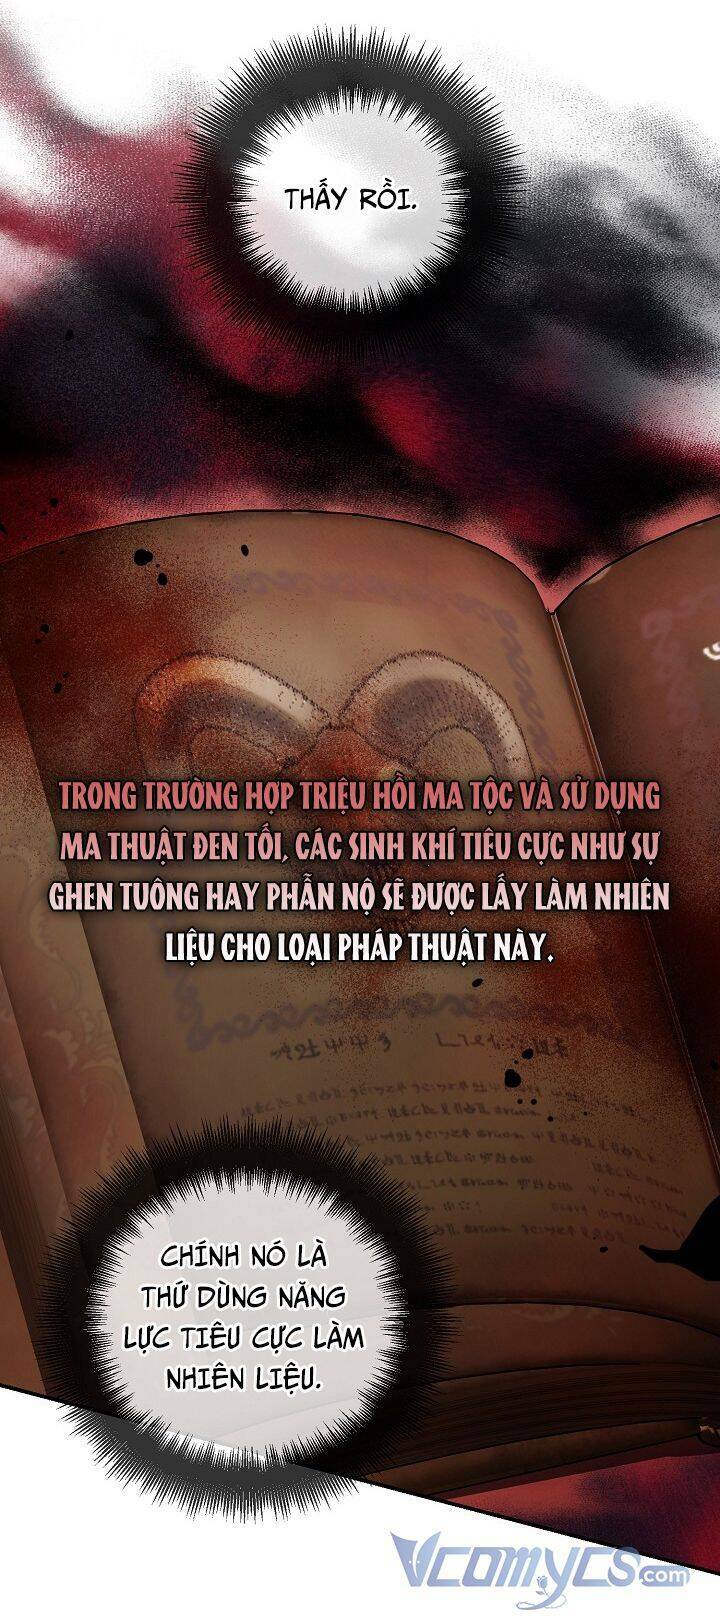 THẤY RỒI.
TRONG TRƯỜNG HỢP TRIỆU HỒI MA TỘC VÀ SỬ DỤNG
MA THUẬT ĐEN TỐI, CÁC SINH KHÍ TIÊU CỰC NHƯ SỰ
GHEN TUÔNG HAY PHẪN NỘ SẼ ĐƯỢC LẤY LÀM NHIÊN
LIỆU CHO LOẠI PHÁP THUẬT NÀY.
CHÍNH NÓ LÀ
THỨ DÙNG NĂNG
LỰC TIÊU CỰC LÀM
NHIÊN LIỆU.
VCOMYCS.com